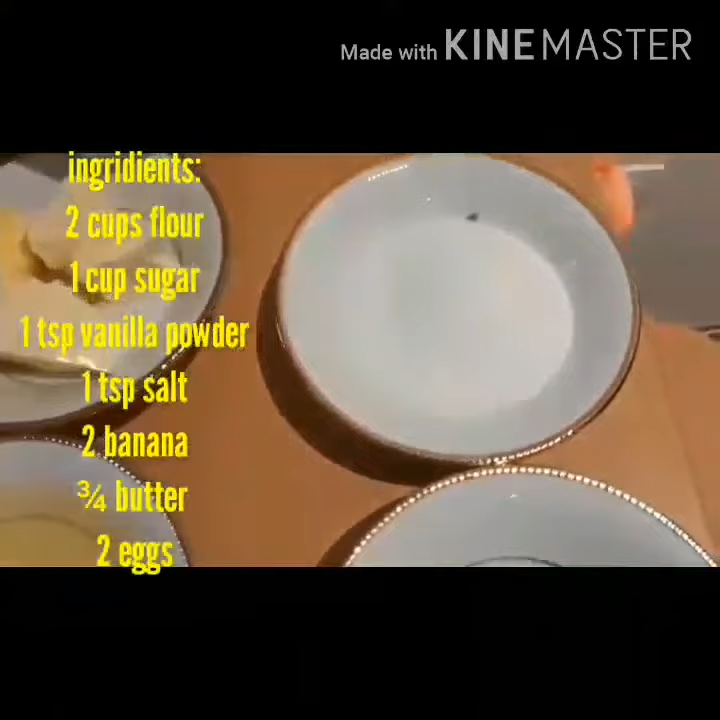 Made with KINEMASTER
ingridients:
2 cups flour
1 cup sugar
1 tsp vanilla powder
1 tsp salt
2 banana
¾ butter
2 eggs